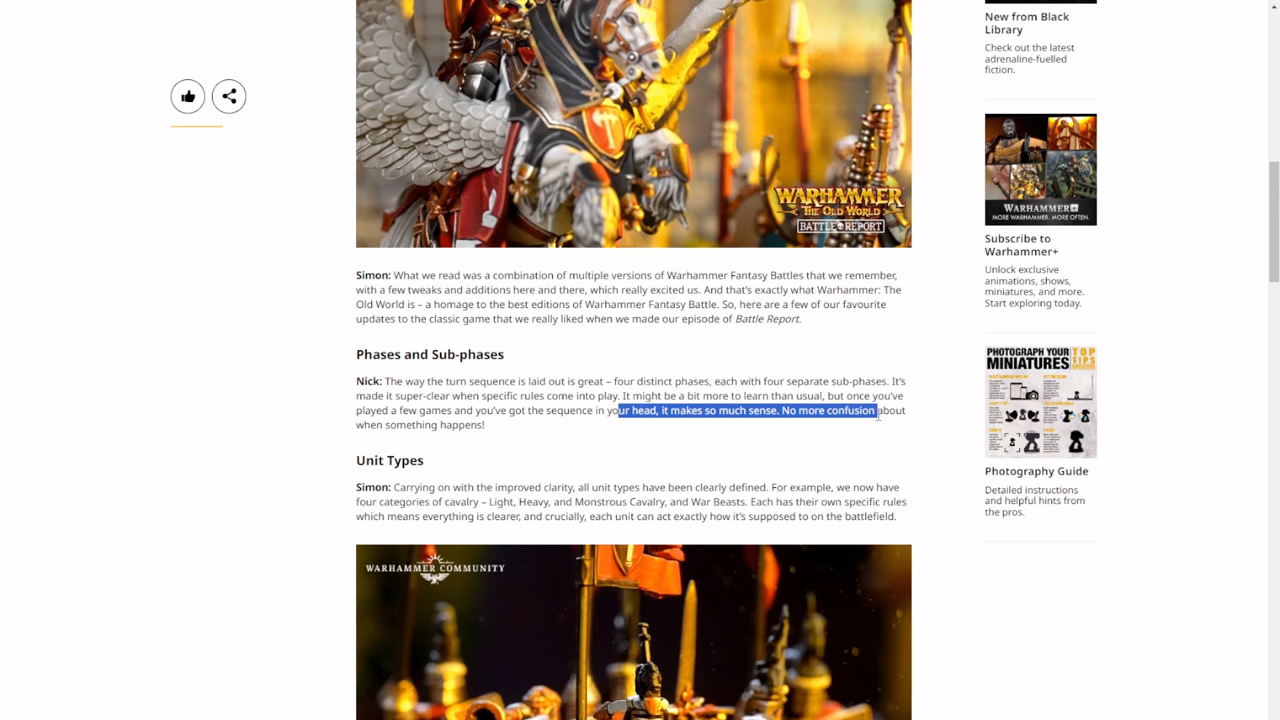 WARHAMMER
THE OLD WORLD
BATTLE REPORT
Simon: What we read was a combination of multiple versions of Warhammer Fantasy Battles that we remember,
with a few tweaks and additions here and there, which really excited us. And that's exactly what Warhammer: The
Old World is – a homage to the best editions of Warhammer Fantasy Battle. So, here are a few of our favourite
updates to the classic game that we really liked when we made our episode of Battle Report.
Phases and Sub-phases
Nick: The way the turn sequence is laid out is great – four distinct phases, each with four separate sub-phases. It's
made it super-clear when specific rules come into play. It might be a bit more to learn than usual, but once you've
played a few games and you've got the sequence in your head, it makes so much sense. No more confusion about
when something happens!
Unit Types
Simon: Carrying on with the improved clarity, all unit types have been clearly defined. For example, we now have
four categories of cavalry – Light, Heavy, and Monstrous Cavalry, and War Beasts. Each has their own specific rules
which means everything is clearer, and crucially, each unit can act exactly how it's supposed to on the battlefield.
WARHAMMER COMMUNITY
New from Black
Library
Check out the latest
adrenaline-fuelled
fiction.
WARHAMMER+
MORE WARHAMMER, MORE OFTEN.
Subscribe to
Warhammer+
Unlock exclusive
animations, shows,
miniatures, and more.
Start exploring today.
PHOTOGRAPH YOUR
MINIATURES
TOP
TIPS
Photography Guide
Detailed instructions
and helpful hints from
the pros.